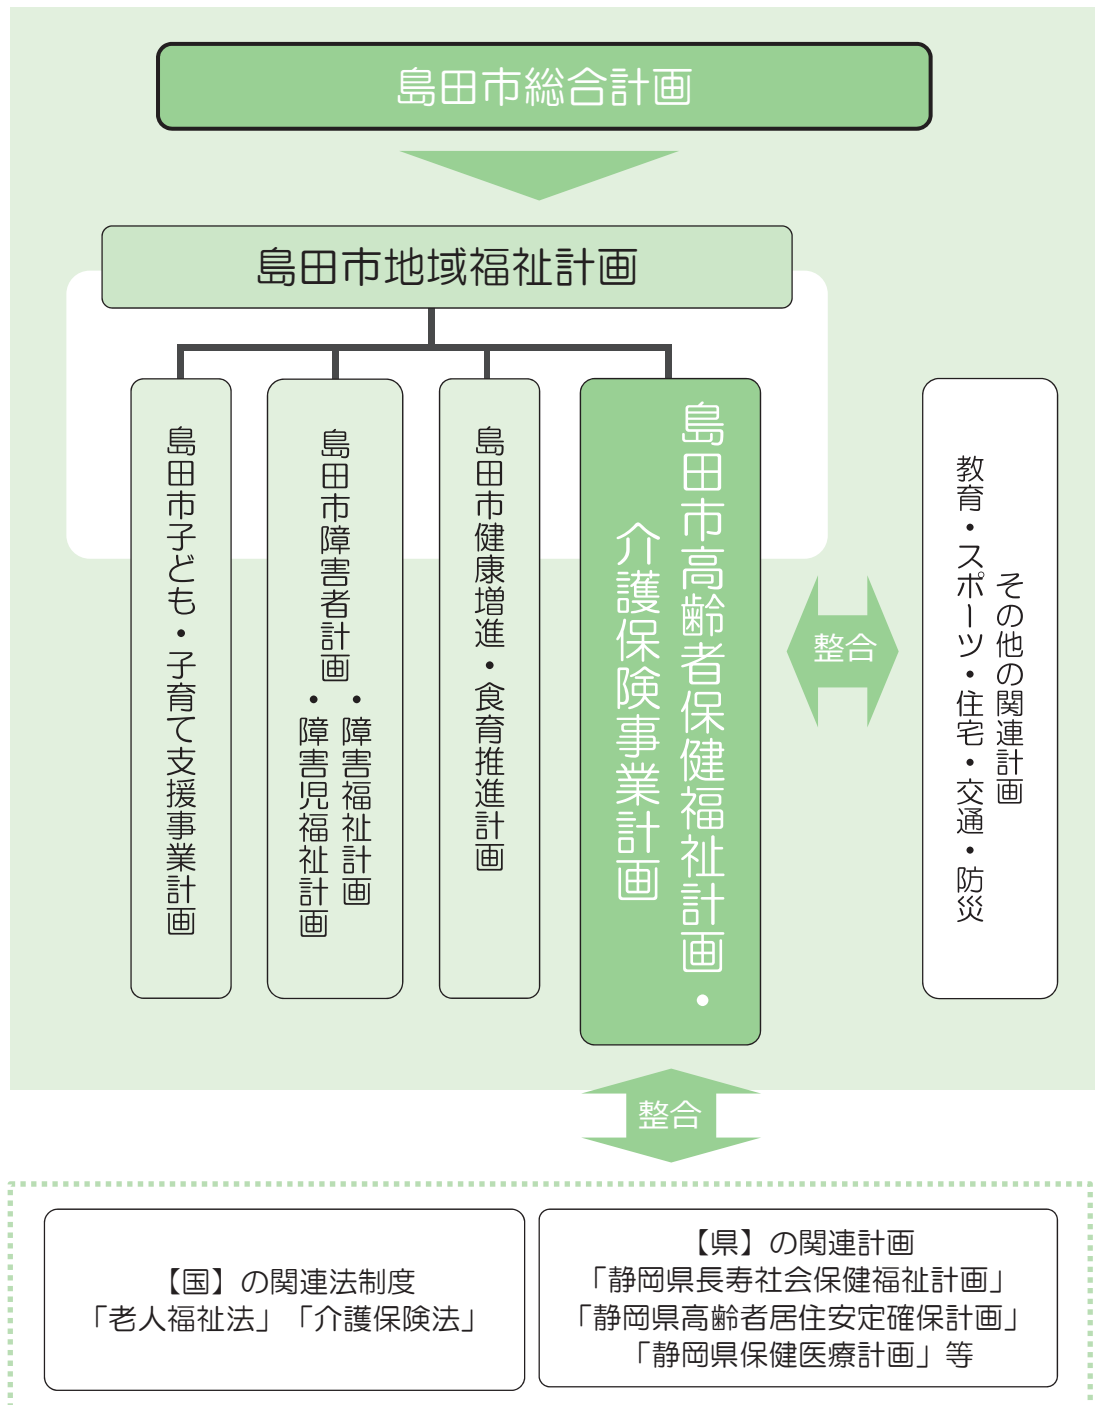 島田市総合計画
島田市地域福祉計画
島田市子ども・子育て支援事業計画
島田市障害者計画
・障害福祉計画
・障害児福祉計画
島田市健康増進・食育推進計画
島田市高齢者保健福祉計画・
介護保険事業計画
整合
その他の関連計画
教育・スポーツ・住宅・交通・防災
整合
【国】の関連法制度
「老人福祉法」「介護保険法」
【県】の関連計画
「静岡県長寿社会保健福祉計画」
「静岡県高齢者居住安定確保計画」
「静岡県保健医療計画」等